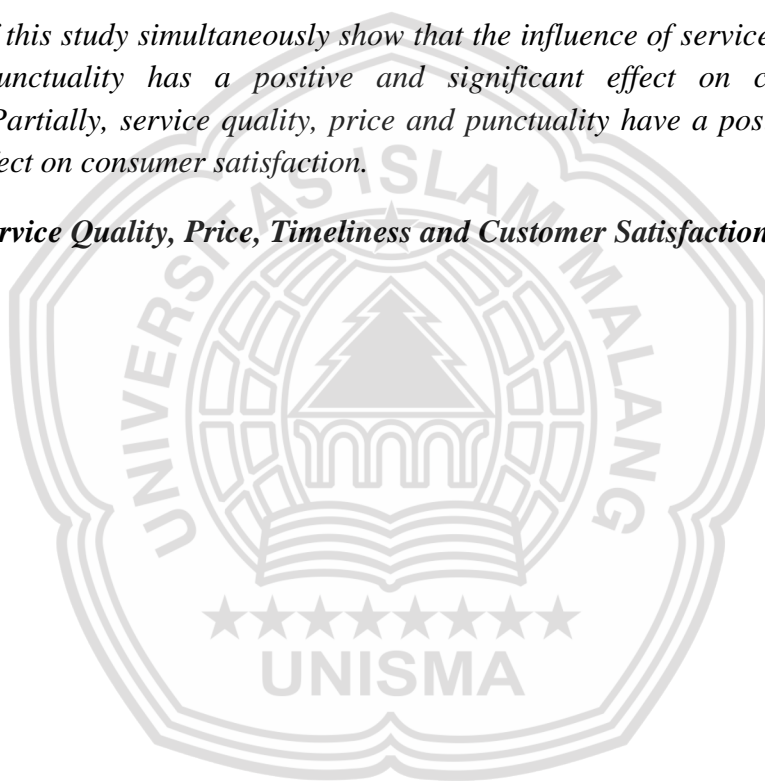 this study simultaneously show that the influence of service
unctuality has a positive and significant effect on c
Partially, service quality, price and punctuality have a pos
ect on consumer satisfaction.
rvice Quality, Price, Timeliness and Customer Satisfaction
UNIVERSITAS ISLAM MALANG
UNISMA